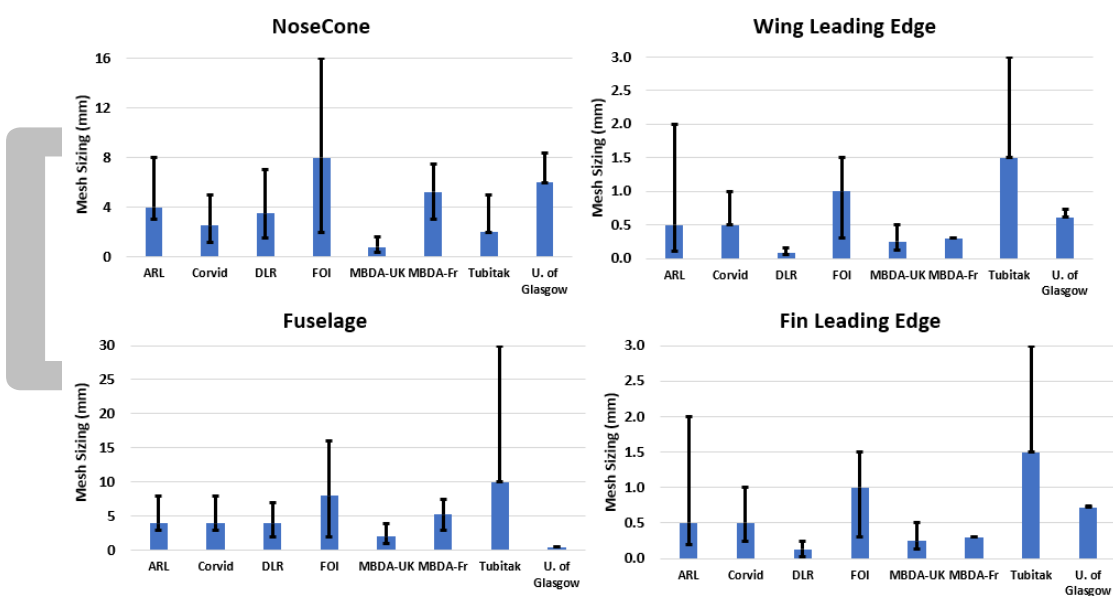 NoseCone
Mesh Sizing (mm)
16
12
8
4
0
ARL Corvid DLR FOI MBDA-UK MBDA-Fr Tubitak U. of
Glasgow
Wing Leading Edge
Mesh Sizing (mm)
3.0
2.5
2.0
1.5
1.0
0.5
0.0
ARL Corvid DLR FOI MBDA-UK MBDA-Fr Tubitak U. of
Glasgow
Fuselage
Mesh Sizing (mm)
30
25
20
15
10
5
0
ARL Corvid DLR FOI MBDA-UK MBDA-Fr Tubitak U. of
Glasgow
Fin Leading Edge
Mesh Sizing (mm)
3.0
2.5
2.0
1.5
1.0
0.5
0.0
ARL Corvid DLR FOI MBDA-UK MBDA-Fr Tubitak U. of
Glasgow